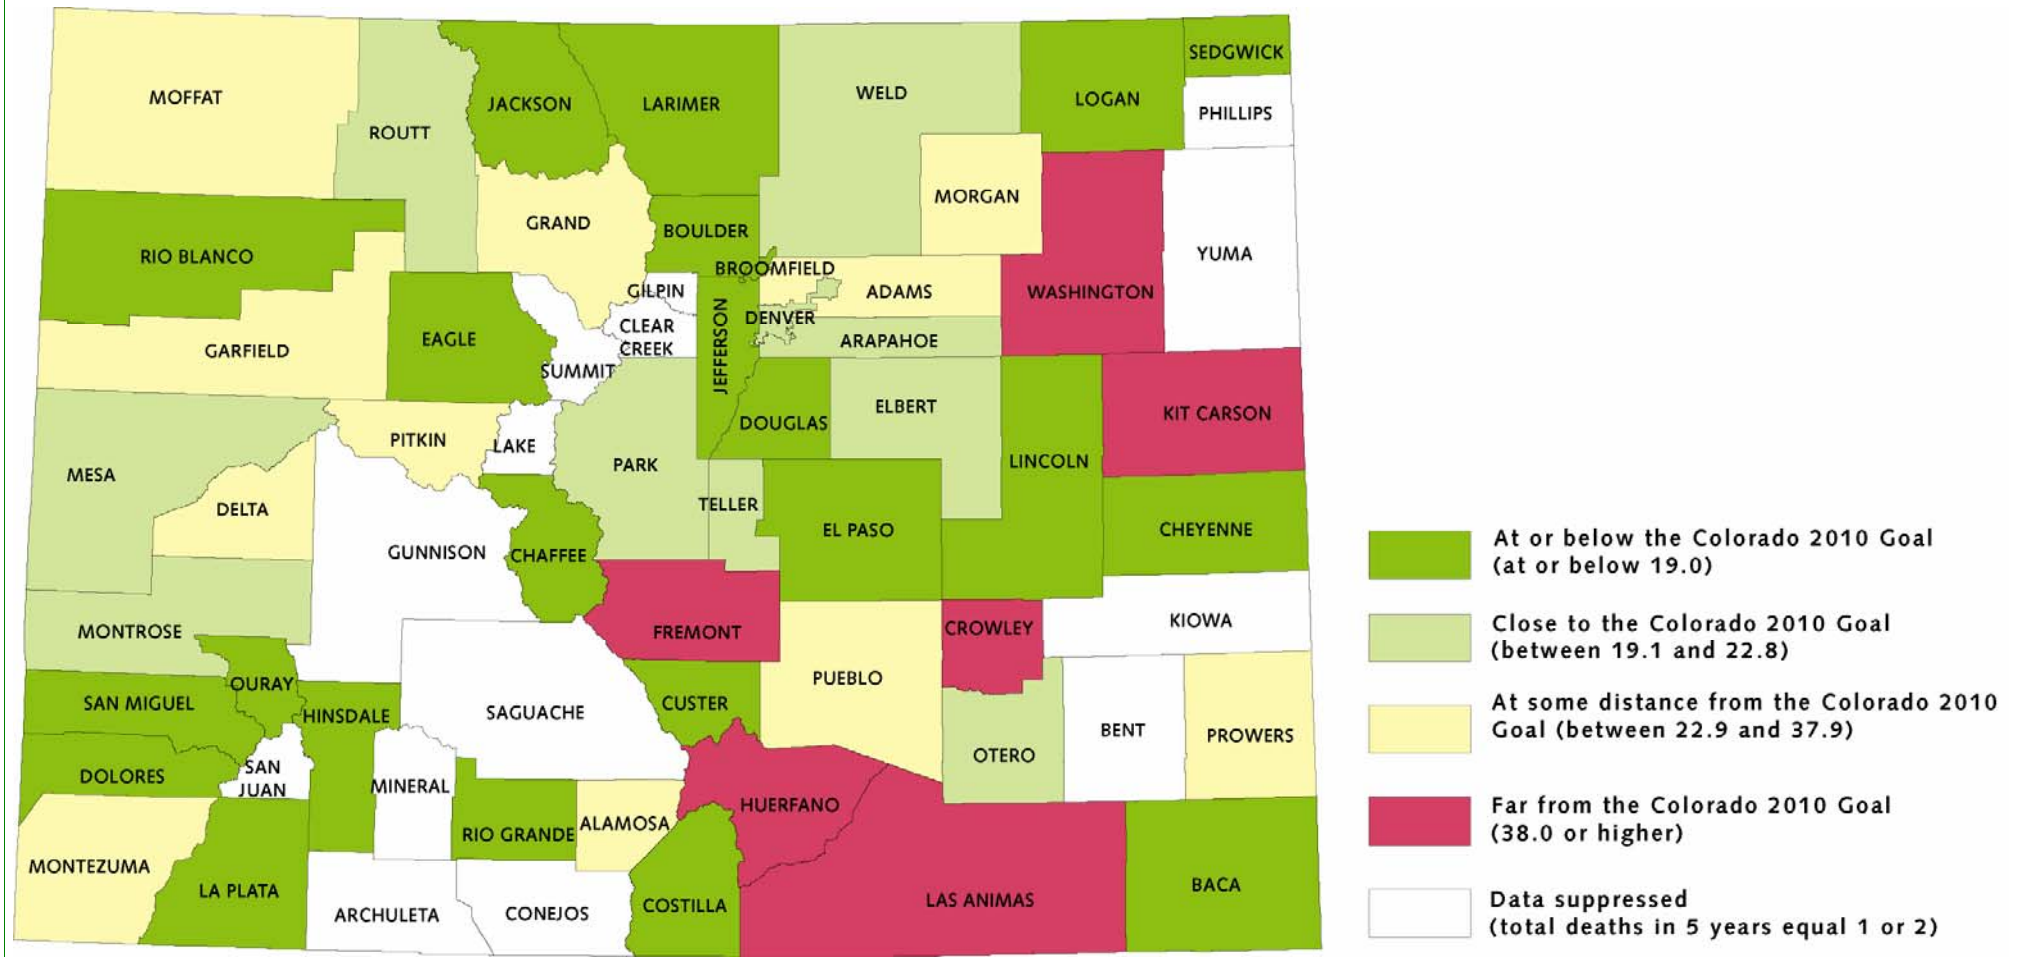 MOFFAT
ROUTT
JACKSON
LARIMER
WELD
LOGAN
SEDGWICK
PHILLIPS
MORGAN
RIO BLANCO
GRAND
BOULDER
YUMA
BROOMFIELD
GILPIN
ADAMS
WASHINGTON
CLEAR
CREEK
DENVER
ARAPAHOE
JEFFERSON
GARFIELD
EAGLE
SUMMIT
DOUGLAS
ELBERT
KIT CARSON
PITKIN
LAKE
MESA
PARK
LINCOLN
DELTA
TELLER
EL PASO
CHEYENNE
GUNNISON
CHAFFEE
MONTROSE
FREMONT
CROWLEY
KIOWA
OURAY
PUEBLO
SAN MIGUEL
HINSDALE
SAGUACHE
CUSTER
BENT
PROWERS
OTERO
DOLORES
SAN
JUAN
MINERAL
RIO GRANDE
ALAMOSA
HUERFANO
MONTEZUMA
LA PLATA
ARCHULETA
CONEJOS
COSTILLA
LAS ANIMAS
BACA
At or below the Colorado 2010 Goal
(at or below 19.0)
Close to the Colorado 2010 Goal
(between 19.1 and 22.8)
At some distance from the Colorado 2010
Goal (between 22.9 and 37.9)
Far from the Colorado 2010 Goal
(38.0 or higher)
Data suppressed
(total deaths in 5 years equal 1 or 2)